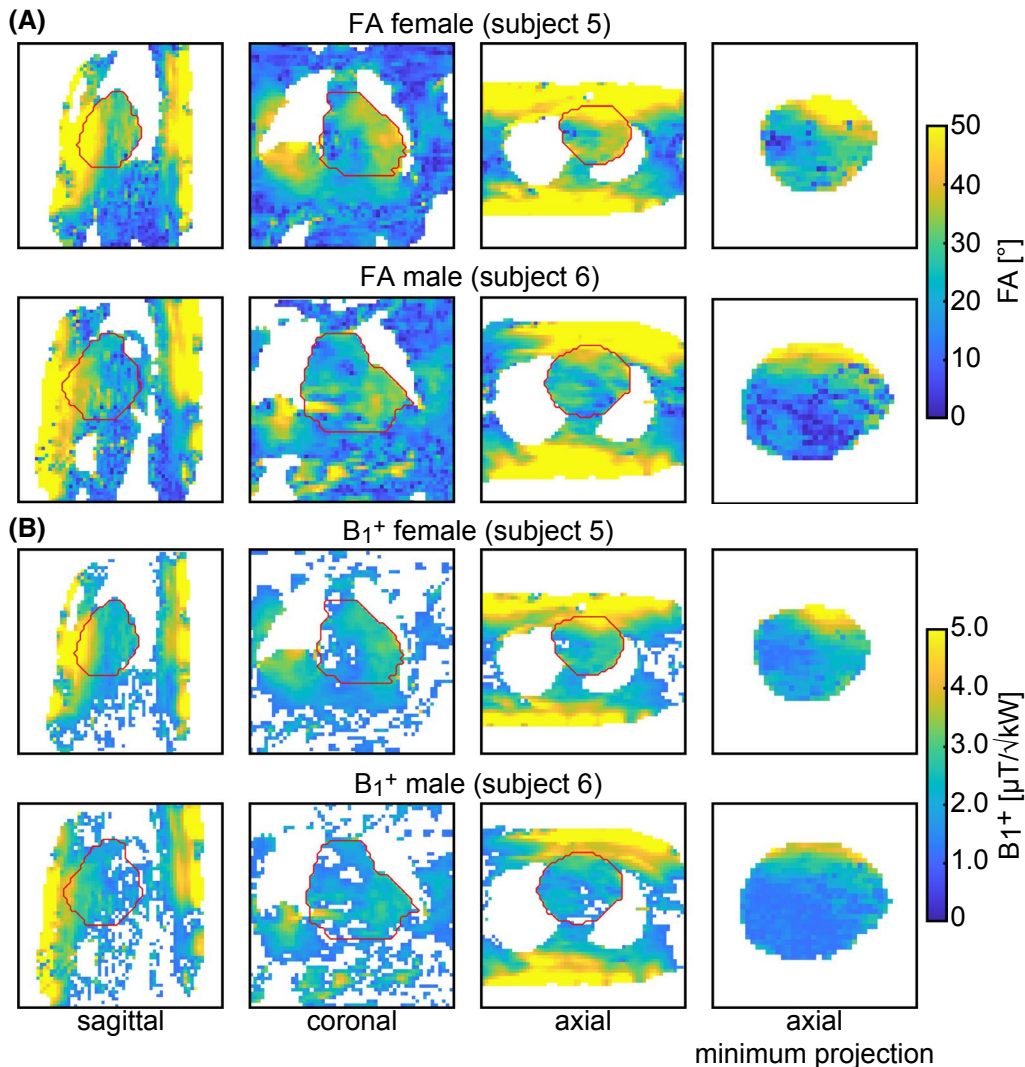 (A)
FA female (subject 5)
FA male (subject 6)
50
40
30
20
10
0
FA [°]
(B)
B₁⁺ female (subject 5)
B₁⁺ male (subject 6)
5.0
4.0
3.0
2.0
1.0
0
B₁⁺ [µT/√kW]
sagittal
coronal
axial
axial
minimum projection